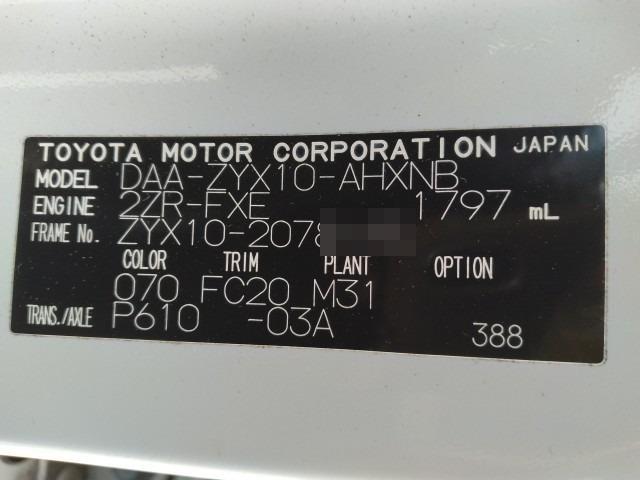 TOYOTA MOTOR CORPORATION JAPAN
MODEL DAA-ZYX10-AHXNB
ENGINE 2ZR-FXE 1797 mL
FRAME No. ZYX10-2078
COLOR TRIM PLANT OPTION
070 FC20 M31
TRANS./AXLE P610 -03A
388